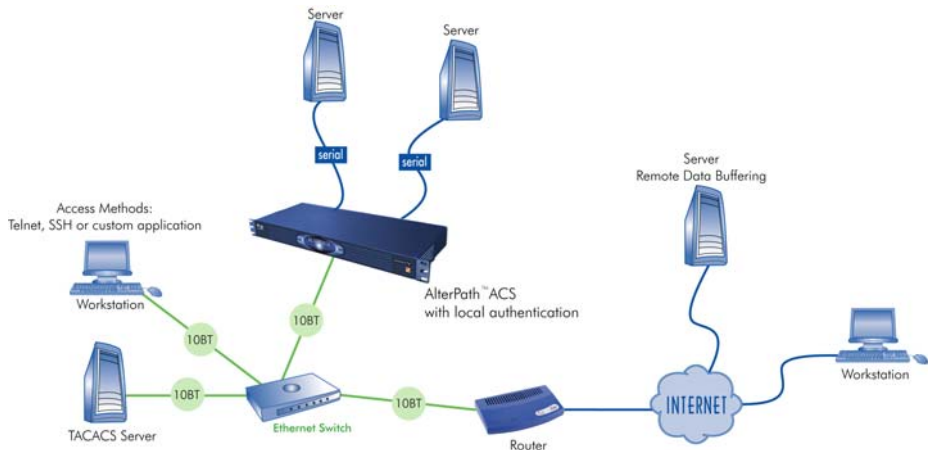 Server
Server
serial
serial
Server
Remote Data Buffering
Access Methods:
Telnet, SSH or custom application
Workstation
AlterPath™ACS
with local authentication
10BT
10BT
10BT
10BT
TACACS Server
Ethernet Switch
Router
INTERNET
Workstation